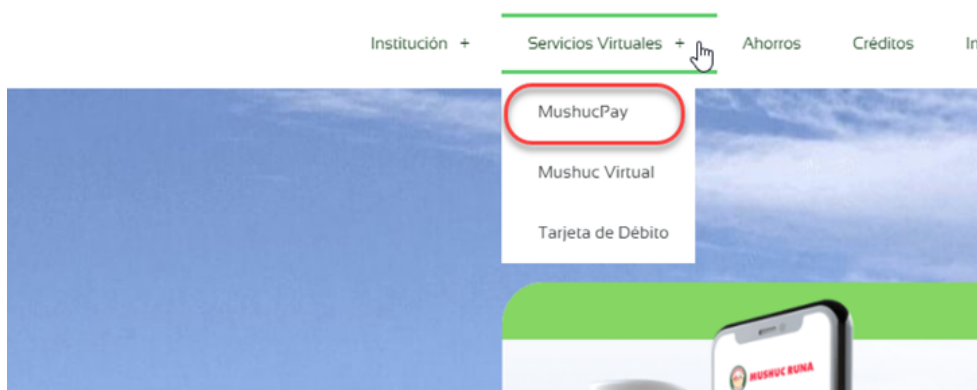 Institución +
Servicios Virtuales +
Ahorros
Créditos
MushucPay
Mushuc Virtual
Tarjeta de Débito
MUSHUC RUNA